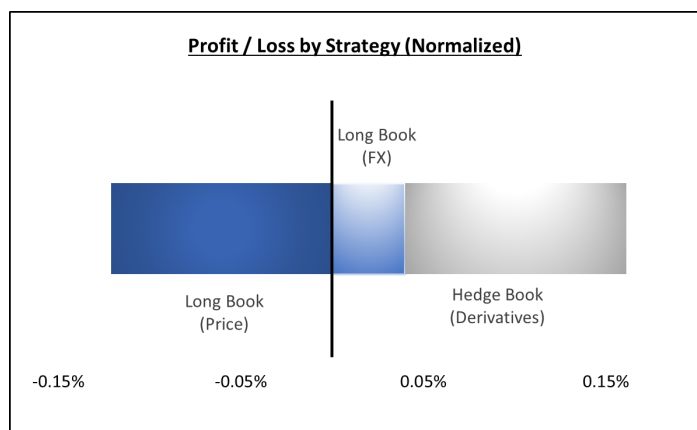 Profit / Loss by Strategy (Normalized)
Long Book
(FX)
Long Book
(Price)
Hedge Book
(Derivatives)
-0.15%
-0.05%
0.05%
0.15%